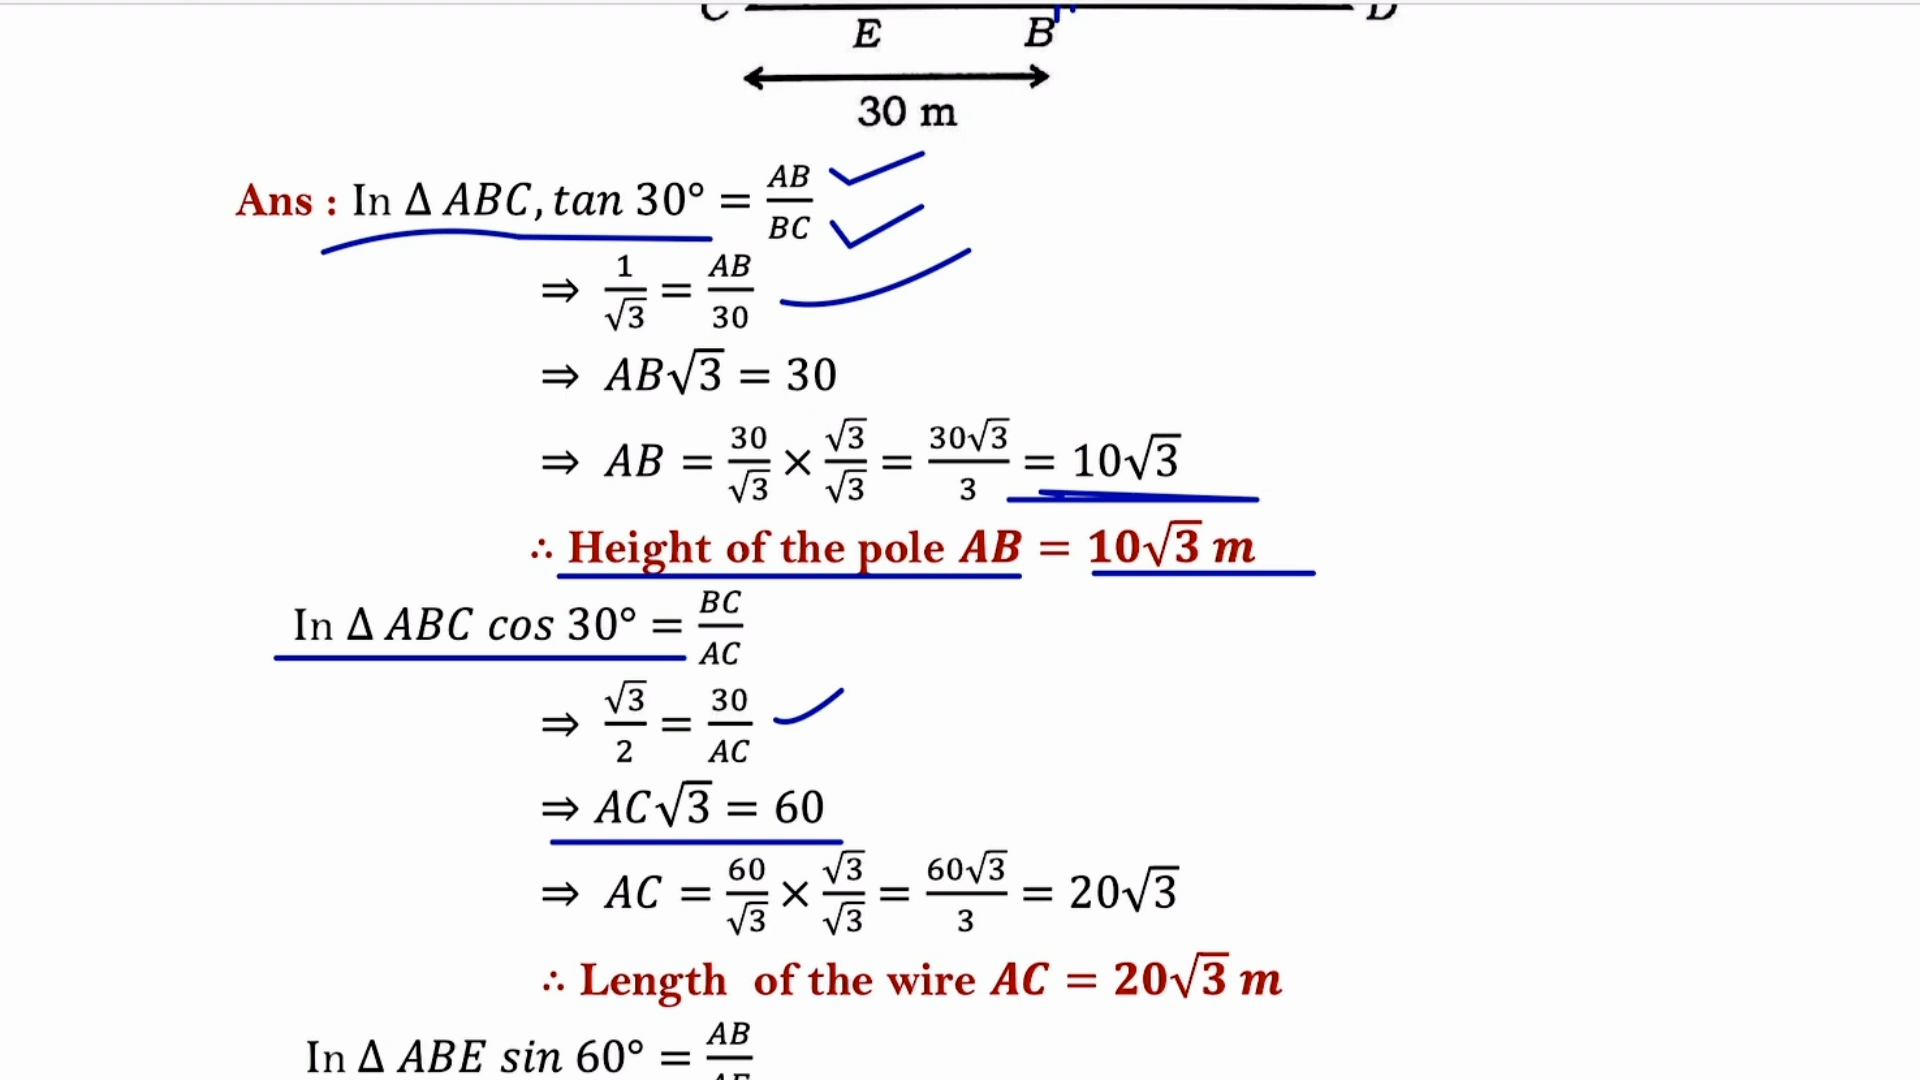 C E B D
30 m
Ans : In Δ ABC, tan 30° = AB/BC
⇒ 1/√3 = AB/30
⇒ AB√3 = 30
⇒ AB = 30/√3 × √3/√3 = 30√3/3 = 10√3
∴ Height of the pole AB = 10√3 m
In Δ ABC cos 30° = BC/AC
⇒ √3/2 = 30/AC
⇒ AC√3 = 60
⇒ AC = 60/√3 × √3/√3 = 60√3/3 = 20√3
∴ Length of the wire AC = 20√3 m
In Δ ABE sin 60° = AB/AE